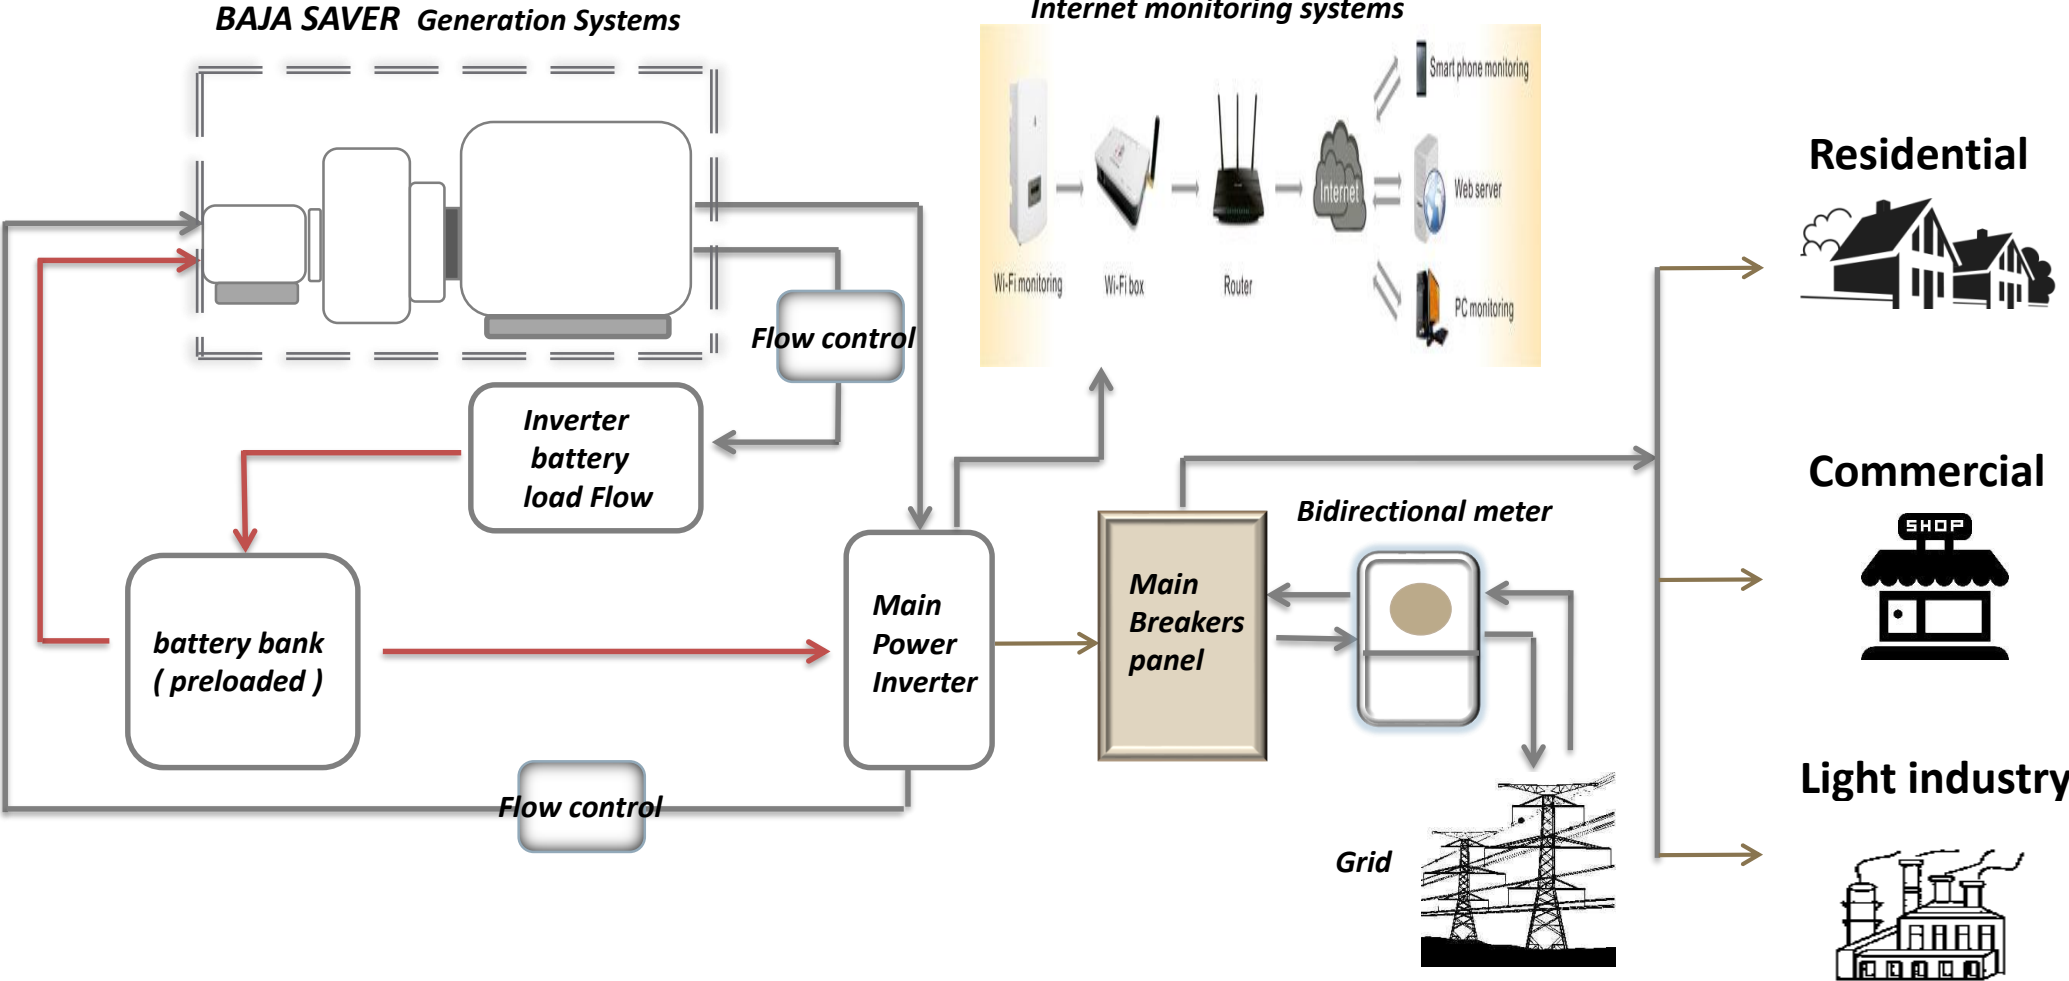 BAJA SAVER Generation Systems
Internet monitoring systems
Smart phone monitoring
Internet
Web server
Wi-Fi monitoring
Wi-Fi box
Router
PC monitoring
Residential
Flow control
Inverter
battery
load Flow
Commercial
SHOP
Bidirectional meter
Main
Breakers
panel
Main
Power
Inverter
battery bank
( preloaded )
Flow control
Light industry
Grid